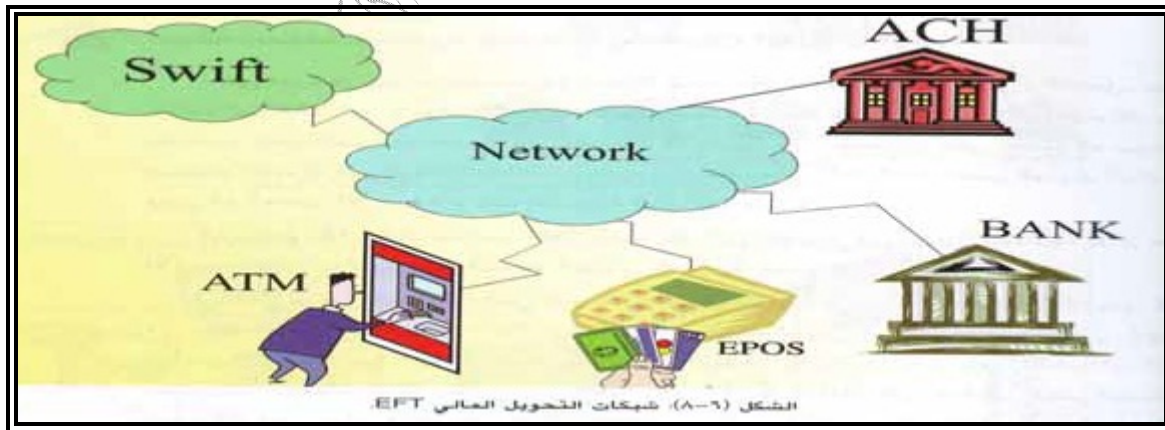 ACH
Swift
Network
BANK
ATM
EPOS
الشكل (٦-٨)، شبكات التحويل المالي EFT.